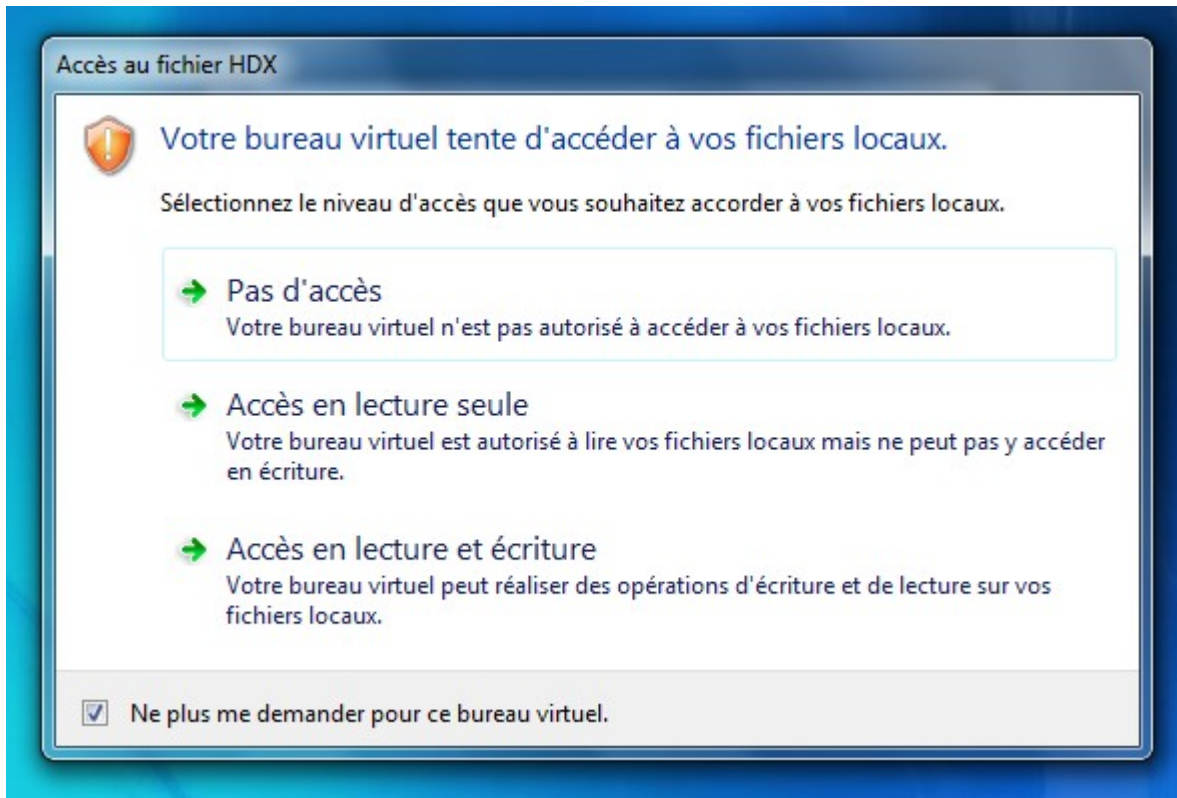 Accès au fichier HDX
Votre bureau virtuel tente d'accéder à vos fichiers locaux.
Sélectionnez le niveau d'accès que vous souhaitez accorder à vos fichiers locaux.
Pas d'accès
Votre bureau virtuel n'est pas autorisé à accéder à vos fichiers locaux.
Accès en lecture seule
Votre bureau virtuel est autorisé à lire vos fichiers locaux mais ne peut pas y accéder
en écriture.
Accès en lecture et écriture
Votre bureau virtuel peut réaliser des opérations d'écriture et de lecture sur vos
fichiers locaux.
Ne plus me demander pour ce bureau virtuel.